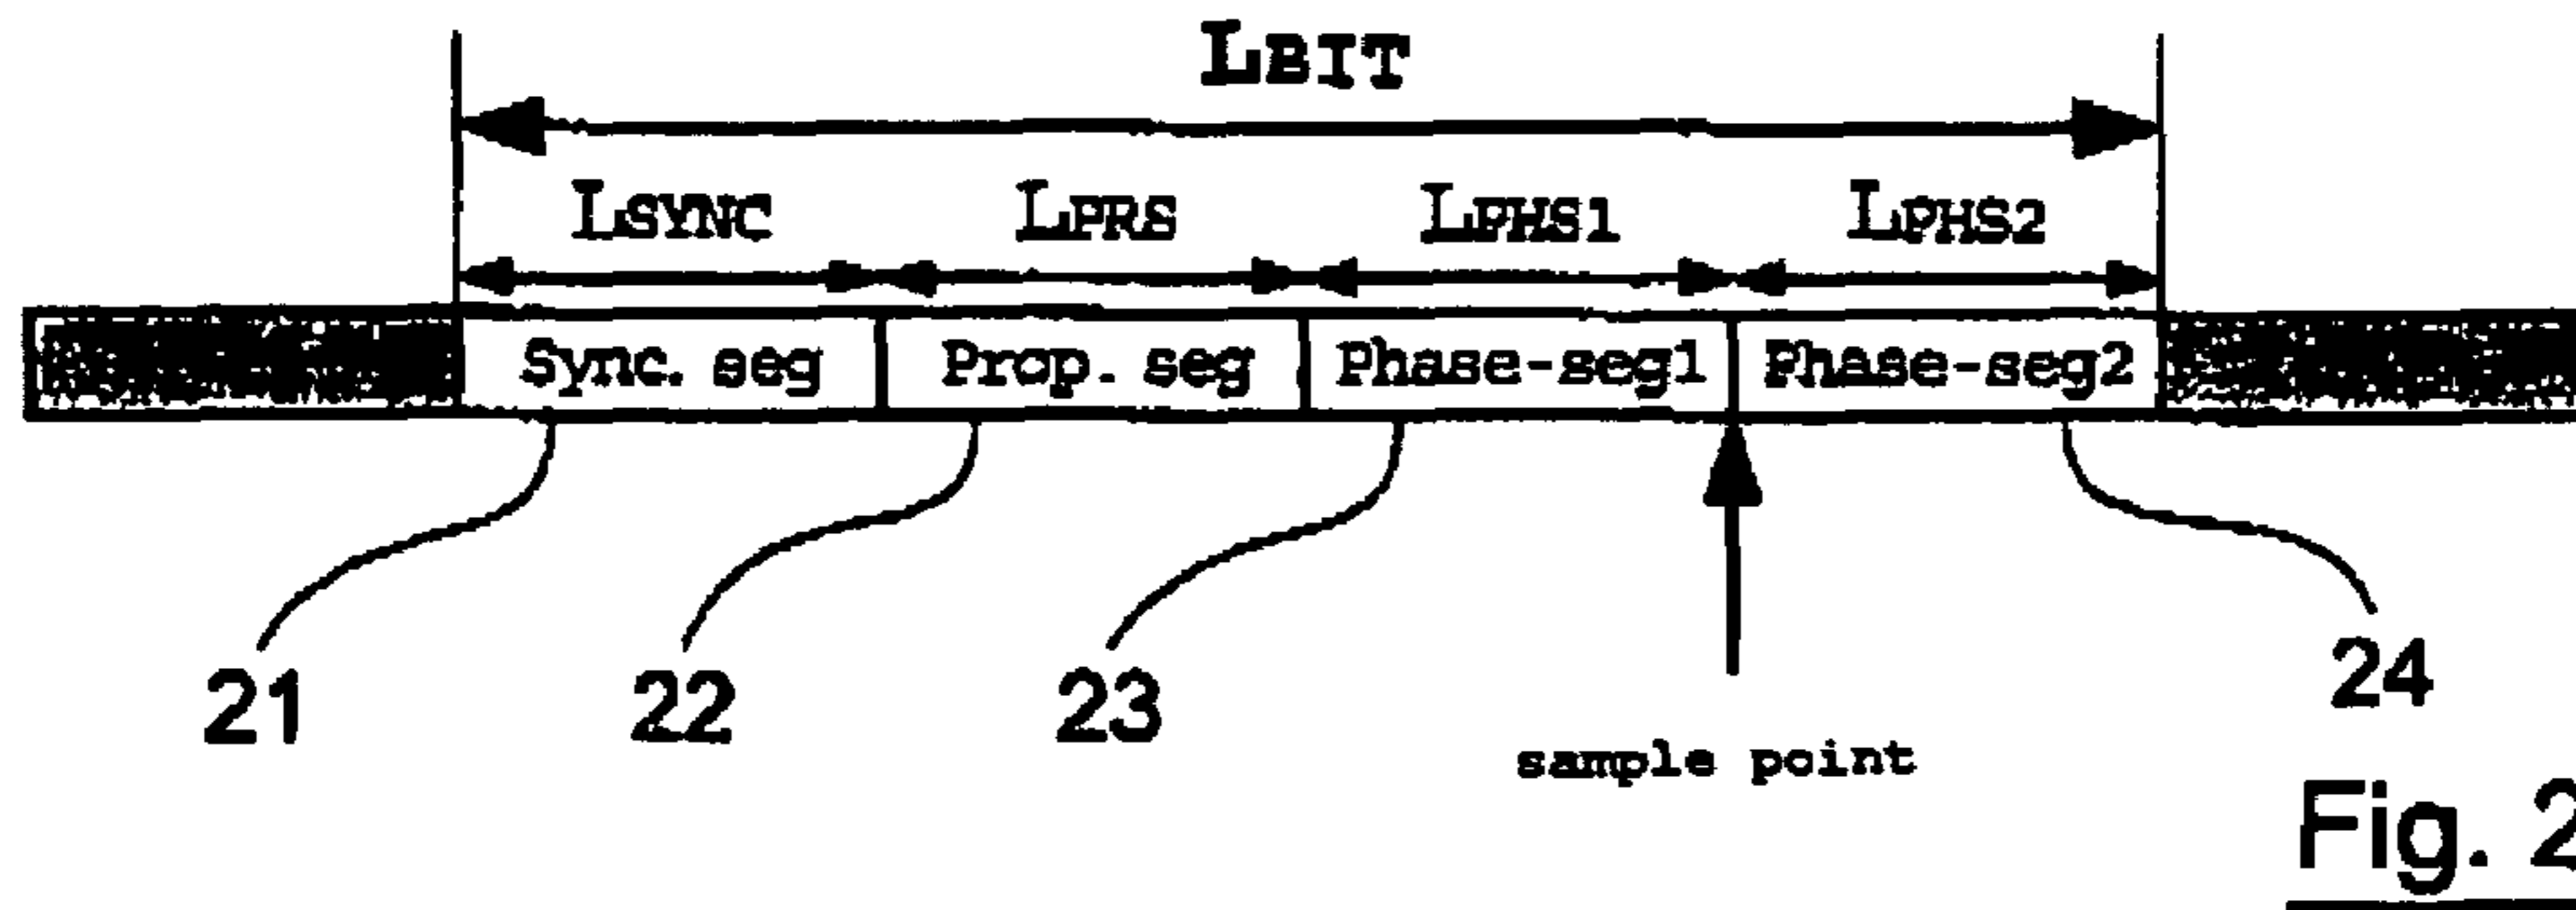 LBIT
LSYNC LPRS LPHS1 LPHS2
Sync. seg Prop. seg Phase-seg1 Phase-seg2
21 22 23 24
sample point
Fig. 2